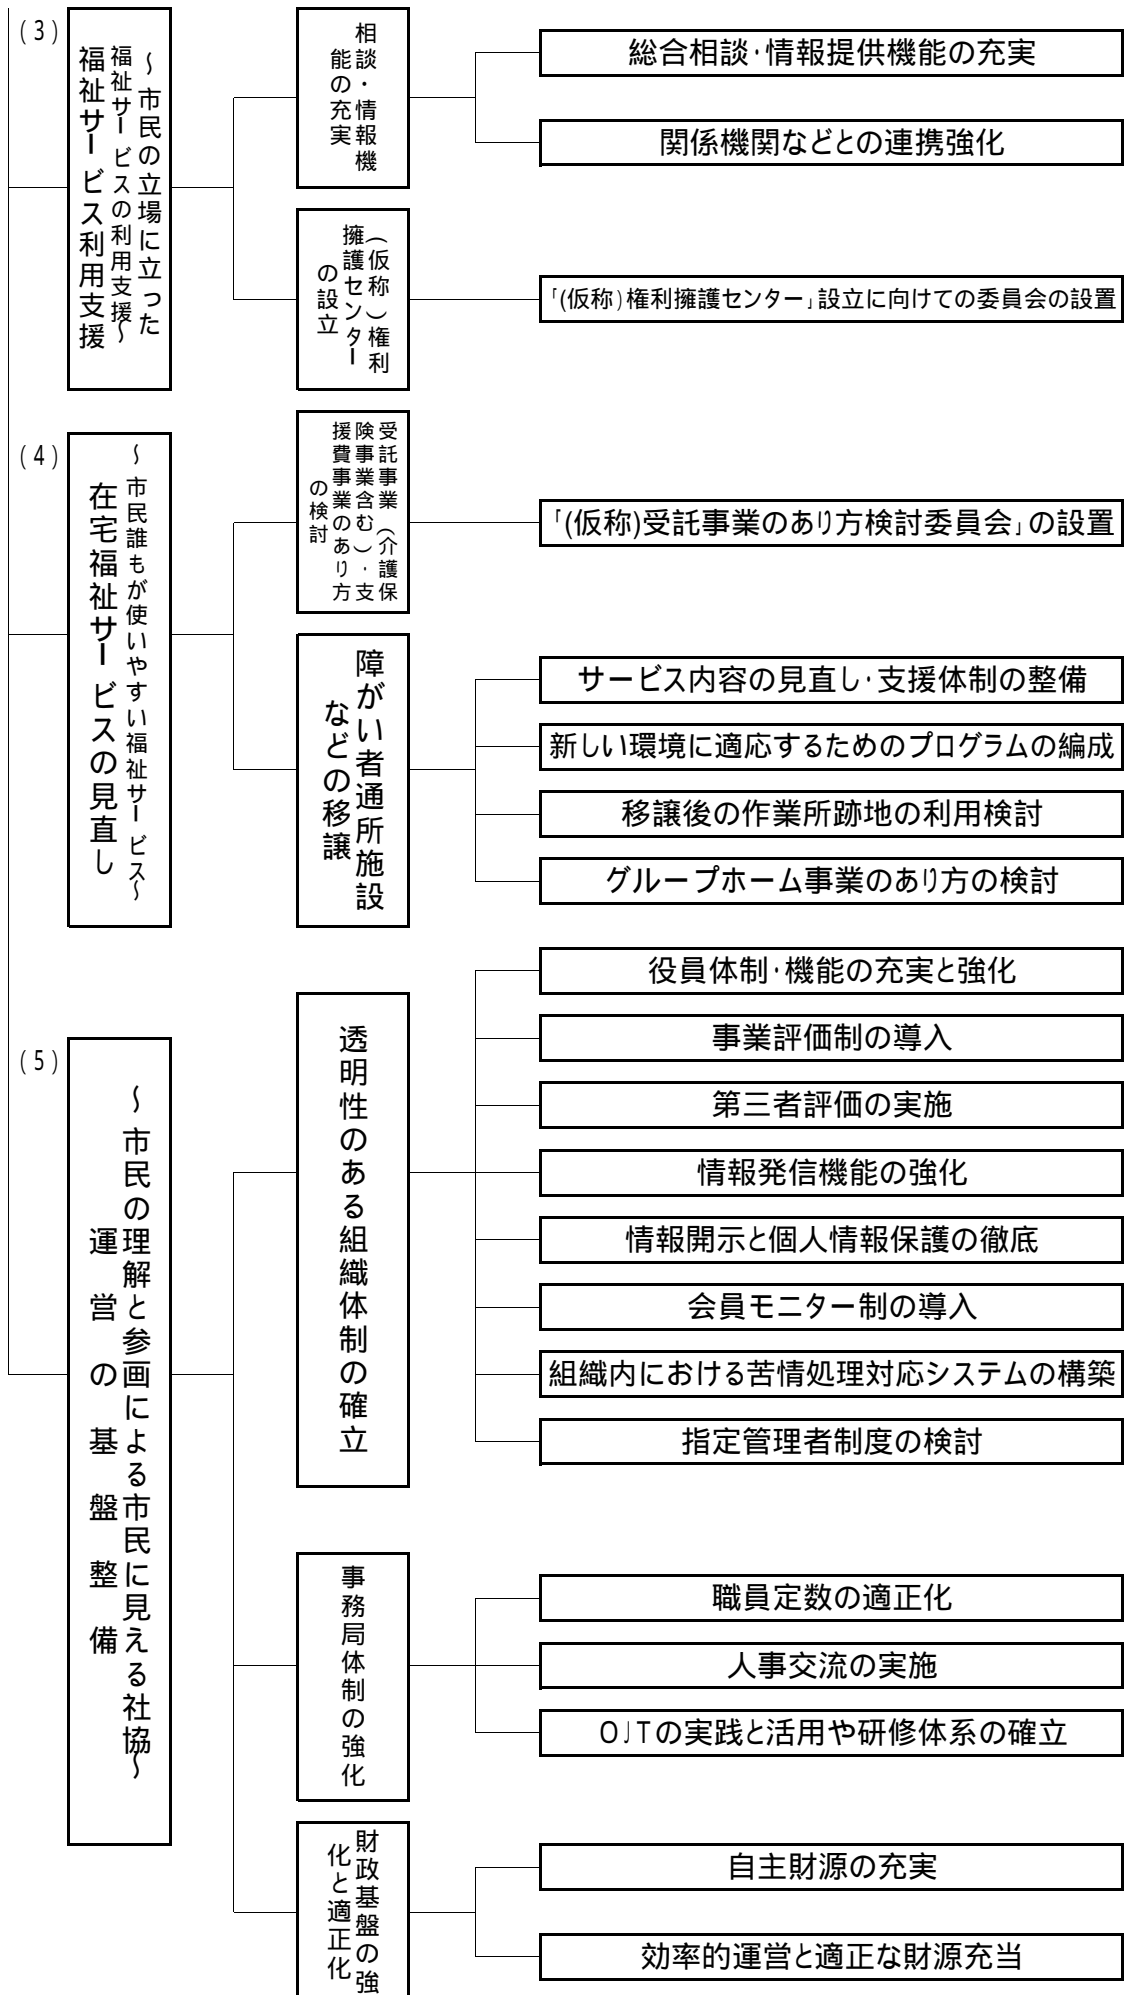 (3)
～市民の立場に立った
福祉サービスの利用支援～
福祉サービス利用支援
相談・情報機
能の充実
総合相談・情報提供機能の充実
関係機関などとの連携強化
（仮称）権利
擁護センター
の設立
「(仮称)権利擁護センター」設立に向けての委員会の設置
(4)
～市民誰もが使いやすい福祉サービス～
在宅福祉サービスの見直し
受託事業（介護保
険事業含む）・支
援費事業のあり方
の検討
「(仮称)受託事業のあり方検討委員会」の設置
障がい者通所施設
などの移譲
サービス内容の見直し・支援体制の整備
新しい環境に適応するためのプログラムの編成
移譲後の作業所跡地の利用検討
グループホーム事業のあり方の検討
(5)
～市民の理解と参画による市民に見える社協～
運営の基盤整備
透明性のある組織体制の確立
役員体制・機能の充実と強化
事業評価制の導入
第三者評価の実施
情報発信機能の強化
情報開示と個人情報保護の徹底
会員モニター制の導入
組織内における苦情処理対応システムの構築
指定管理者制度の検討
事務局体制の強化
職員定数の適正化
人事交流の実施
OJTの実践と活用や研修体系の確立
財政基盤の強
化と適正化
自主財源の充実
効率的運営と適正な財源充当